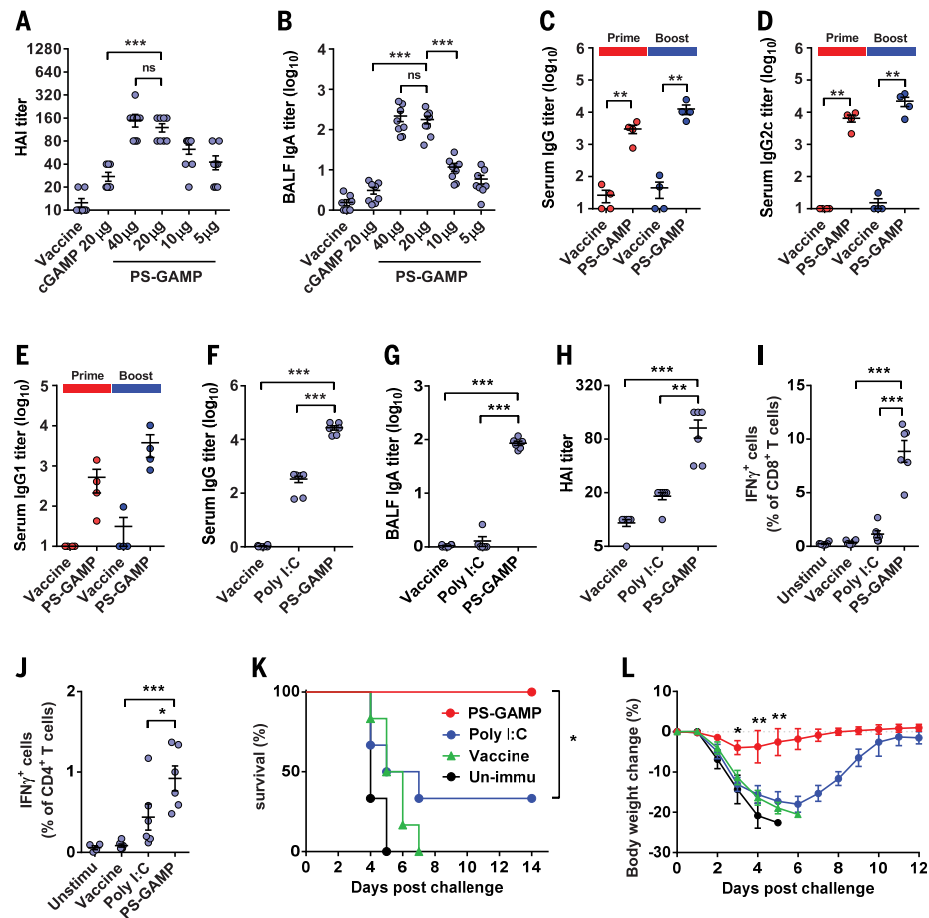 A
HAI titer
1280
640
320
160
80
40
20
10
***
ns
Vaccine
cGAMP 20 µg
40µg
20 µg
10µg
5µg
PS-GAMP
B
BALF IgA titer (log10)
4
3
2
1
0
***
***
ns
Vaccine
cGAMP 20 µg
40µg
20µg
10µg
5µg
PS-GAMP
C
Prime
Boost
Serum IgG titer (log10)
5
4
3
2
1
**
**
Vaccine
PS-GAMP
Vaccine
PS-GAMP
D
Prime
Boost
Serum IgG2c titer (log10)
5
4
3
2
1
**
**
Vaccine
PS-GAMP
Vaccine
PS-GAMP
E
Prime
Boost
Serum IgG1 titer (log10)
5
4
3
2
1
Vaccine
PS-GAMP
Vaccine
PS-GAMP
F
Serum IgG titer (log10)
6
4
2
0
***
***
Vaccine
Poly I:C
PS-GAMP
G
BALF IgA titer (log10)
3
2
1
0
***
***
Vaccine
Poly I:C
PS-GAMP
H
HAI titer
320
80
20
5
***
**
Vaccine
Poly I:C
PS-GAMP
I
IFNγ+ cells
(% of CD8+ T cells)
15
10
5
0
***
***
Unstimu
Vaccine
Poly I:C
PS-GAMP
J
IFNγ+ cells
(% of CD4+ T cells)
2
1
0
***
*
Unstimu
Vaccine
Poly I:C
PS-GAMP
K
survival (%)
100
50
0
PS-GAMP
Poly I:C
Vaccine
Un-immu
*
0 2 4 6 8 10 12 14
Days post challenge
L
Body weight change (%)
10
0
-10
-20
-30
* ** **
0 2 4 6 8 10 12
Days post challenge